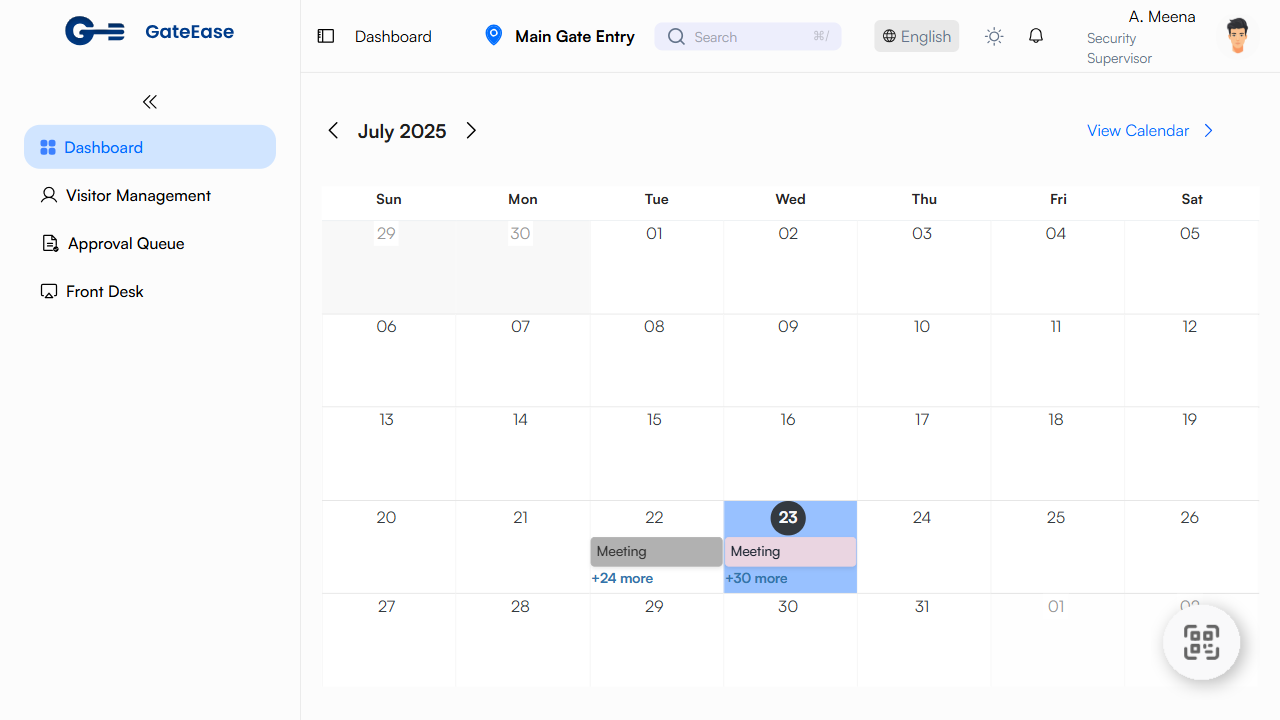 GateEase
Dashboard
Visitor Management
Approval Queue
Front Desk
Dashboard
Main Gate Entry
Search ⌘/
English
A. Meena
Security
Supervisor
July 2025
View Calendar
Sun Mon Tue Wed Thu Fri Sat
29 30 01 02 03 04 05
06 07 08 09 10 11 12
13 14 15 16 17 18 19
20 21 22 23 24 25 26
Meeting Meeting
+24 more +30 more
27 28 29 30 31 01 02